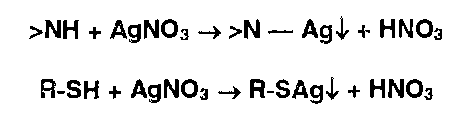 >NH + AgNO₃ → >N — Ag↓ + HNO₃
R-SH + AgNO₃ → R-SAg↓ + HNO₃